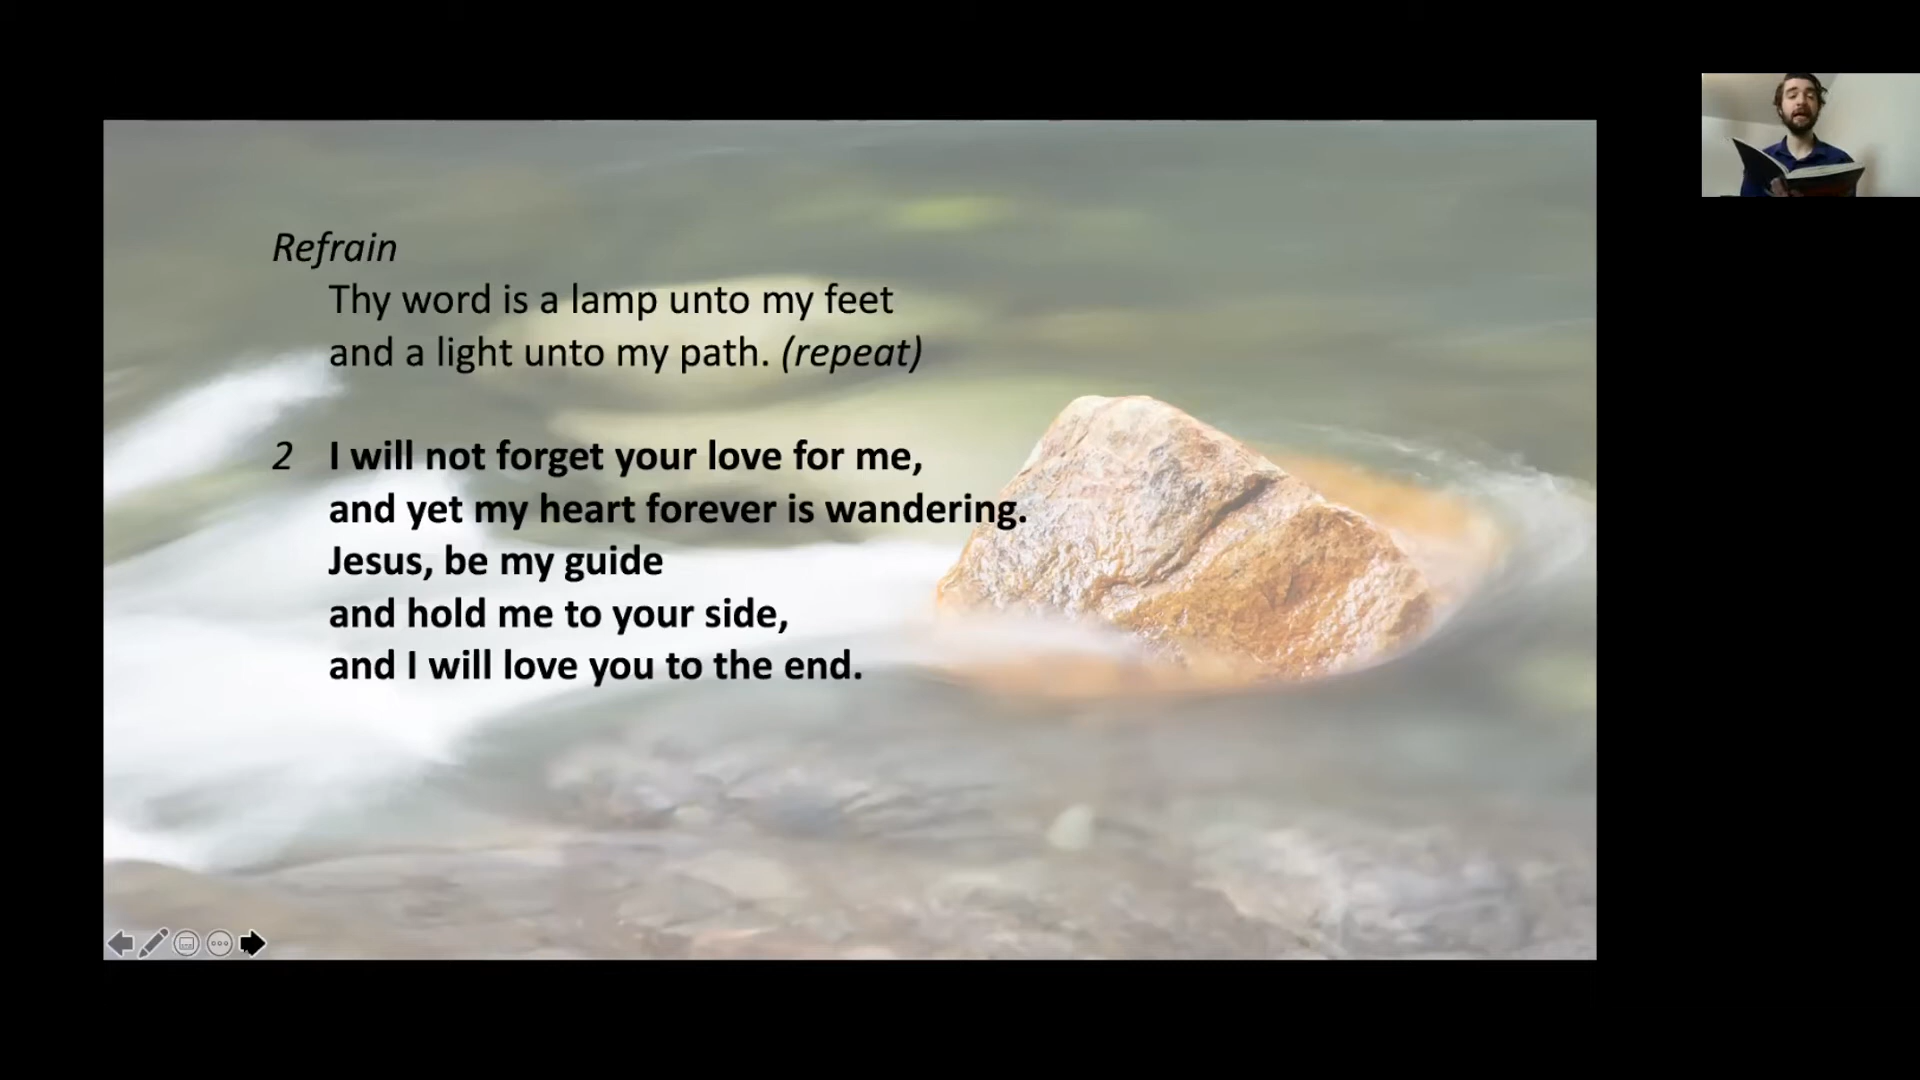 Refrain
Thy word is a lamp unto my feet
and a light unto my path. (repeat)
2 I will not forget your love for me,
and yet my heart forever is wandering.
Jesus, be my guide
and hold me to your side,
and I will love you to the end.